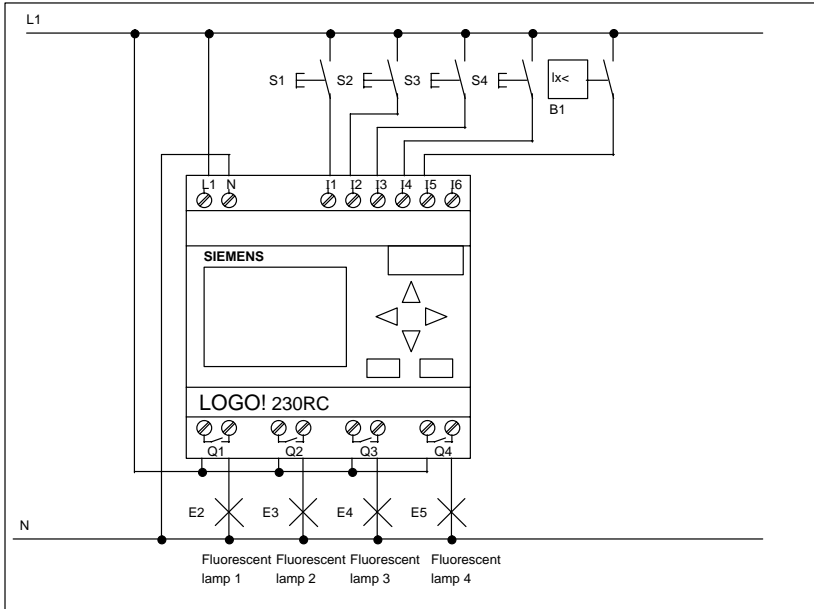 L1
S1 S2 S3 S4 Ix<
B1
L1 N I1 I2 I3 I4 I5 I6
SIEMENS
LOGO! 230RC
Q1 Q2 Q3 Q4
E2 E3 E4 E5
N
Fluorescent Fluorescent Fluorescent Fluorescent
lamp 1 lamp 2 lamp 3 lamp 4